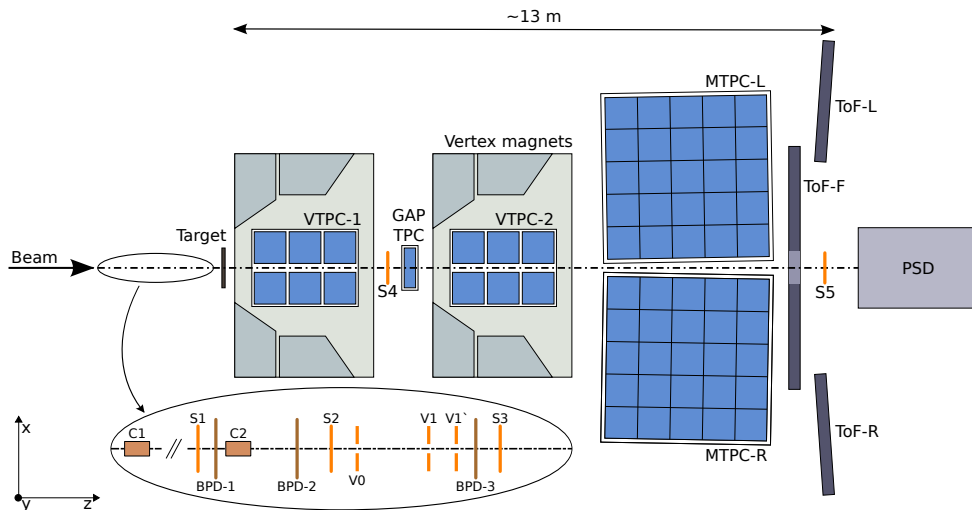 ~13 m
MTPC-L
ToF-L
Vertex magnets
ToF-F
VTPC-1
GAP
TPC
VTPC-2
Target
Beam
S4
S5
PSD
x
y
z
C1
S1
C2
S2
V1
V1`
S3
BPD-1
BPD-2
V0
BPD-3
MTPC-R
ToF-R